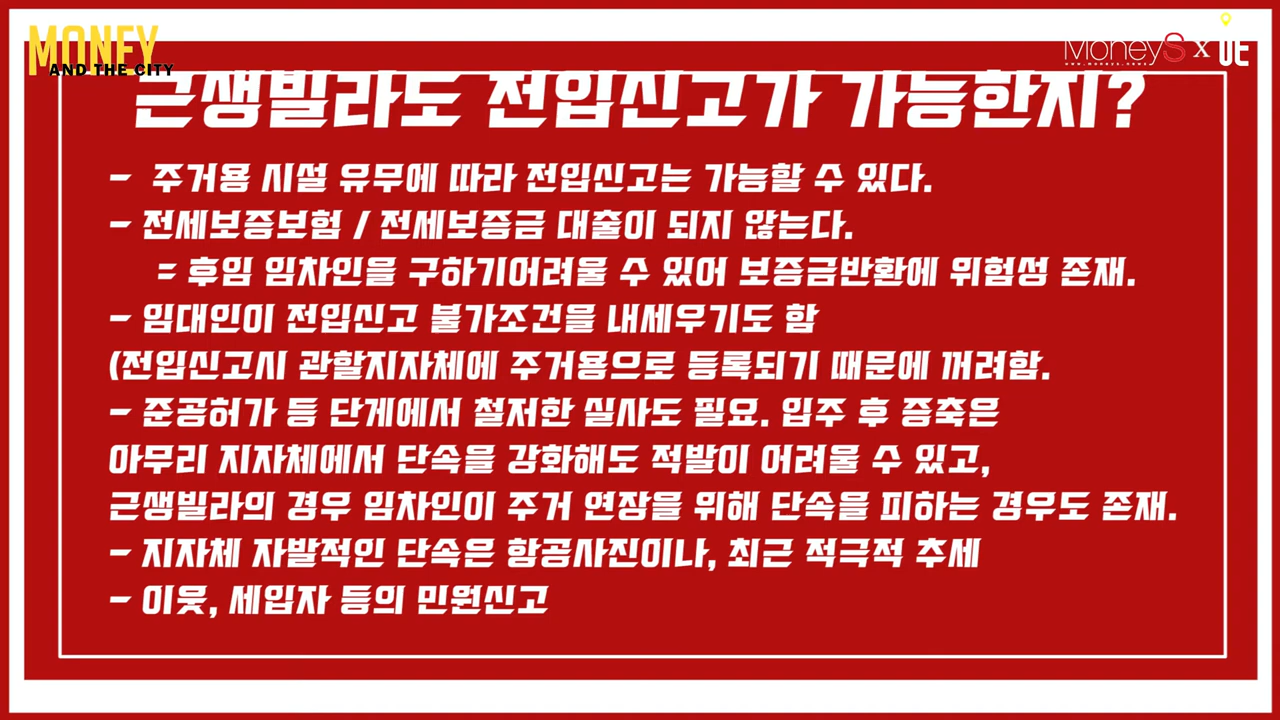 MONEY
AND THE CITY
MoneyS X
www.moneys.news
근생빌라도 전입신고가 가능한지?
- 주거용 시설 유무에 따라 전입신고는 가능할 수 있다.
- 전세보증보험 / 전세보증금 대출이 되지 않는다.
= 후임 임차인을 구하기어려울 수 있어 보증금반환에 위험성 존재.
- 임대인이 전입신고 불가조건을 내세우기도 함
(전입신고시 관할지자체에 주거용으로 등록되기 때문에 꺼려함.
- 준공허가 등 단계에서 철저한 실사도 필요. 입주 후 증축은
아무리 지자체에서 단속을 강화해도 적발이 어려울 수 있고,
근생빌라의 경우 임차인이 주거 연장을 위해 단속을 피하는 경우도 존재.
- 지자체 자발적인 단속은 항공사진이나, 최근 적극적 추세
- 이웃, 세입자 등의 민원신고